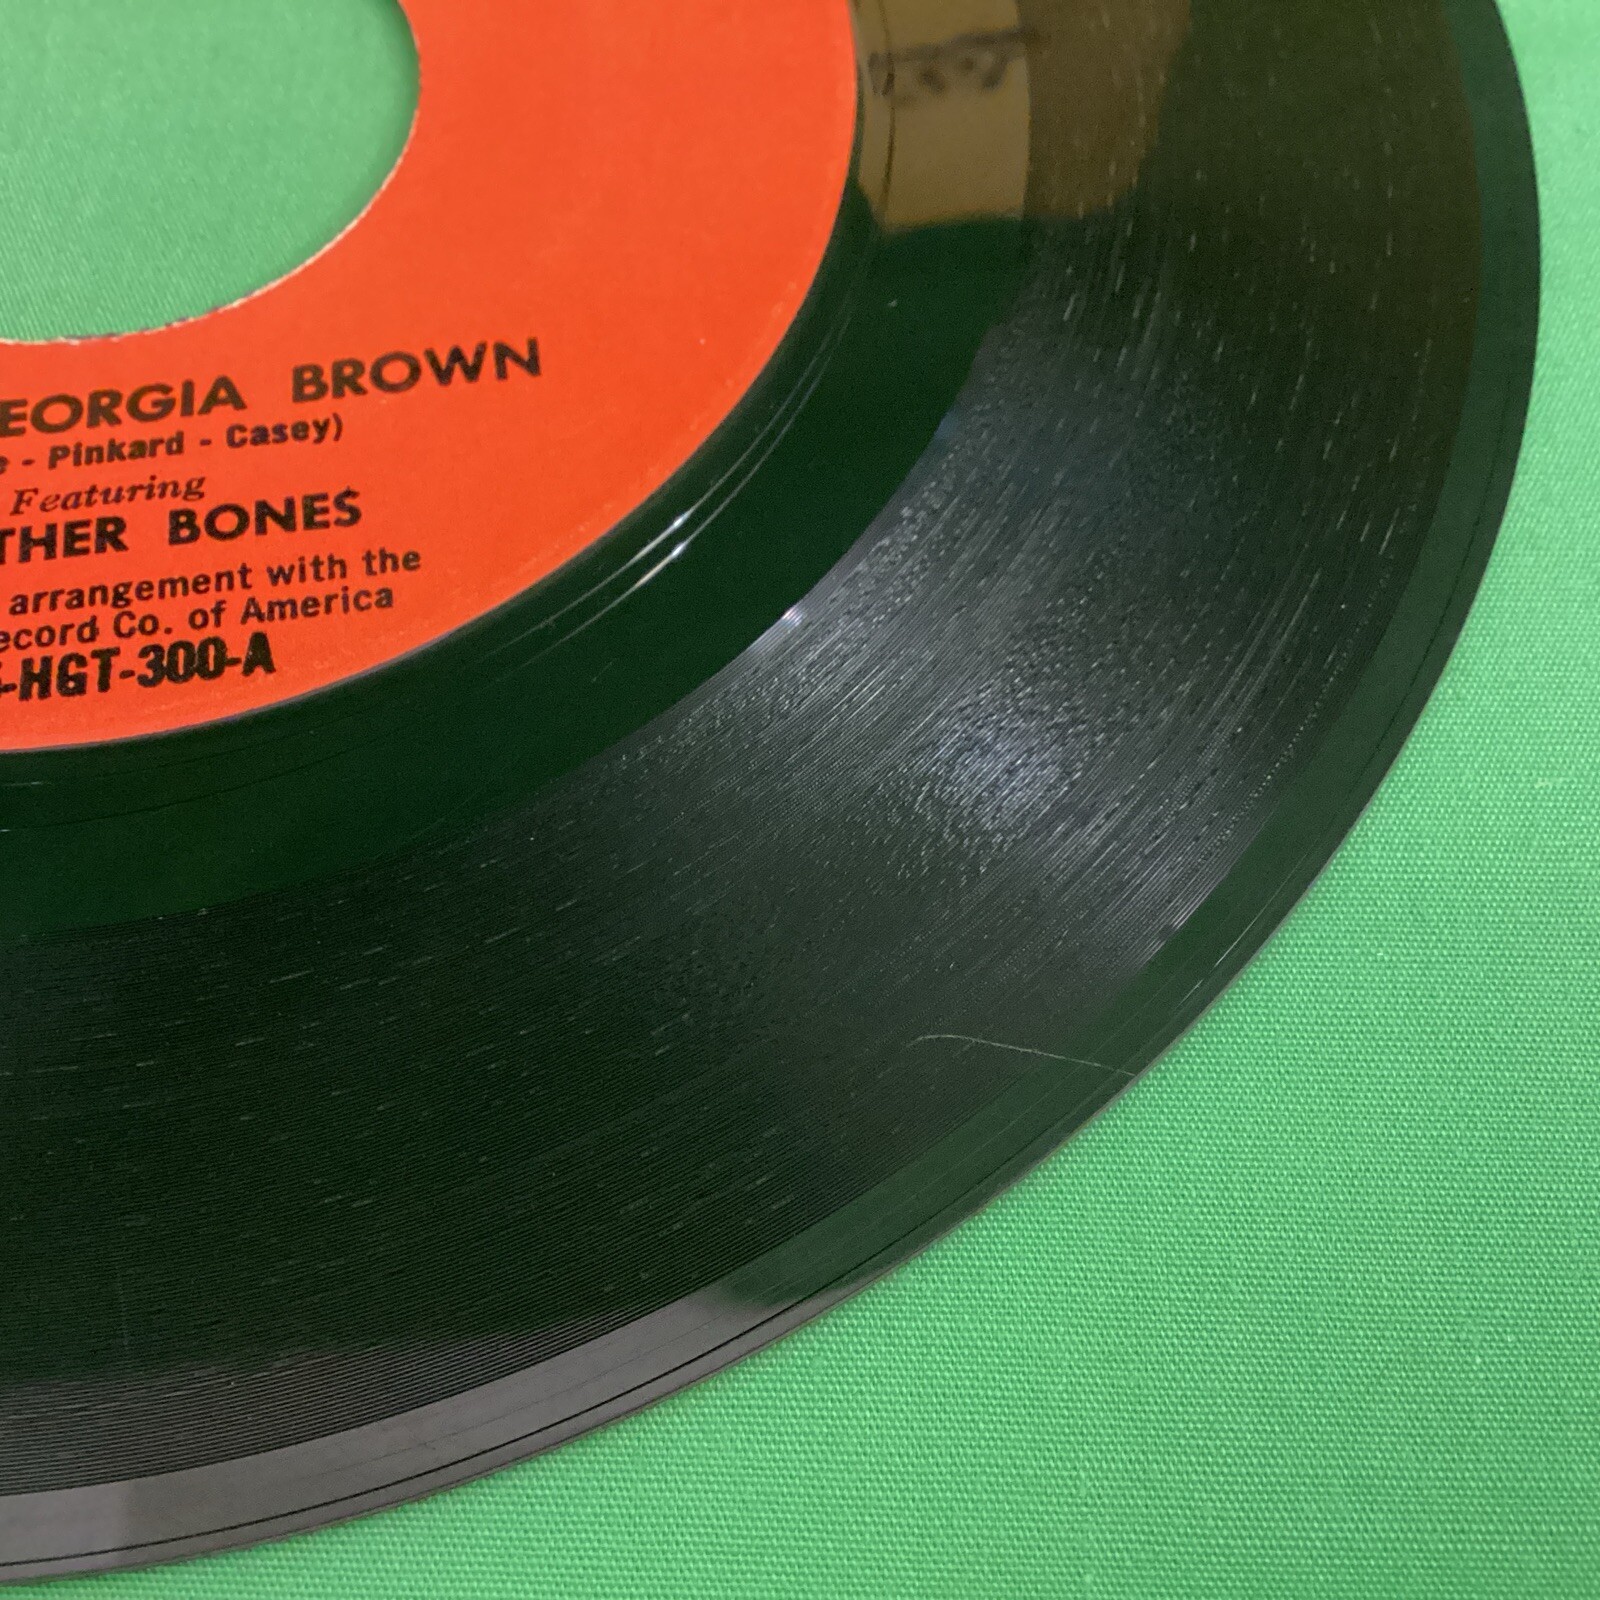 EORGIA BROWN
e - Pinkard - Casey)
Featuring
THER BONES
arrangement with the
ecord Co. of America
-HGT-300-A